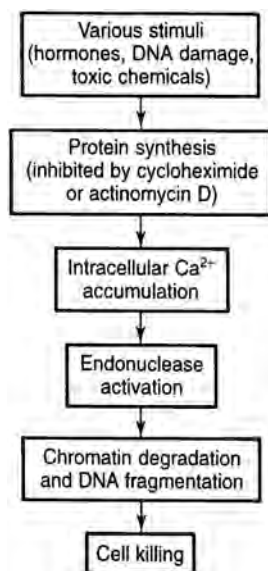 Various stimuli
(hormones, DNA damage,
toxic chemicals)
Protein synthesis
(inhibited by cycloheximide
or actinomycin D)
Intracellular Ca²⁺
accumulation
Endonuclease
activation
Chromatin degradation
and DNA fragmentation
Cell killing